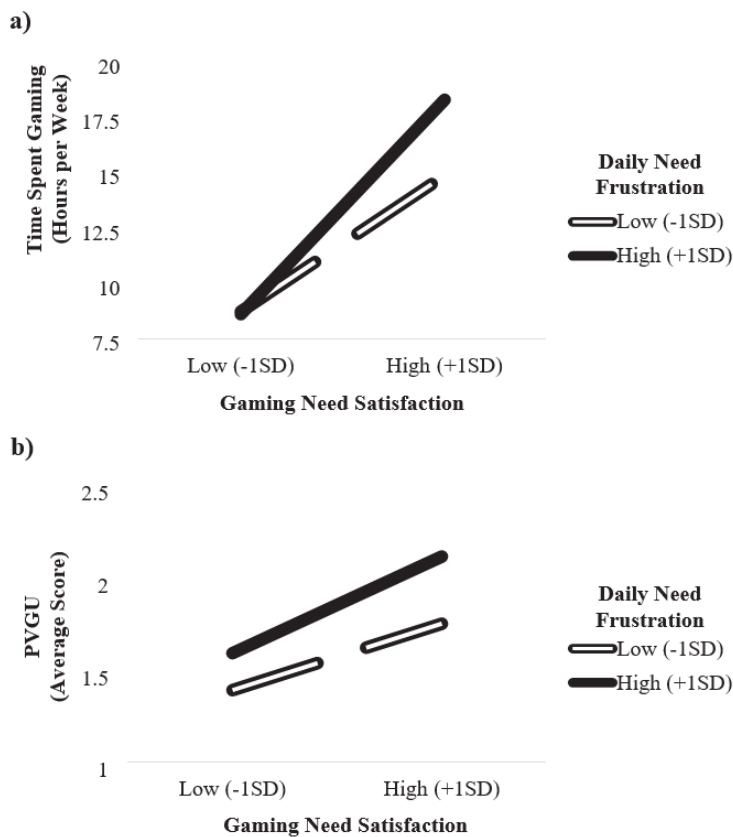 a)
Time Spent Gaming
(Hours per Week)
20
17.5
15
12.5
10
7.5
Low (-1SD)
High (+1SD)
Gaming Need Satisfaction
Daily Need
Frustration
Low (-1SD)
High (+1SD)
b)
PVGU
(Average Score)
2.5
2
1.5
1
Low (-1SD)
High (+1SD)
Gaming Need Satisfaction
Daily Need
Frustration
Low (-1SD)
High (+1SD)